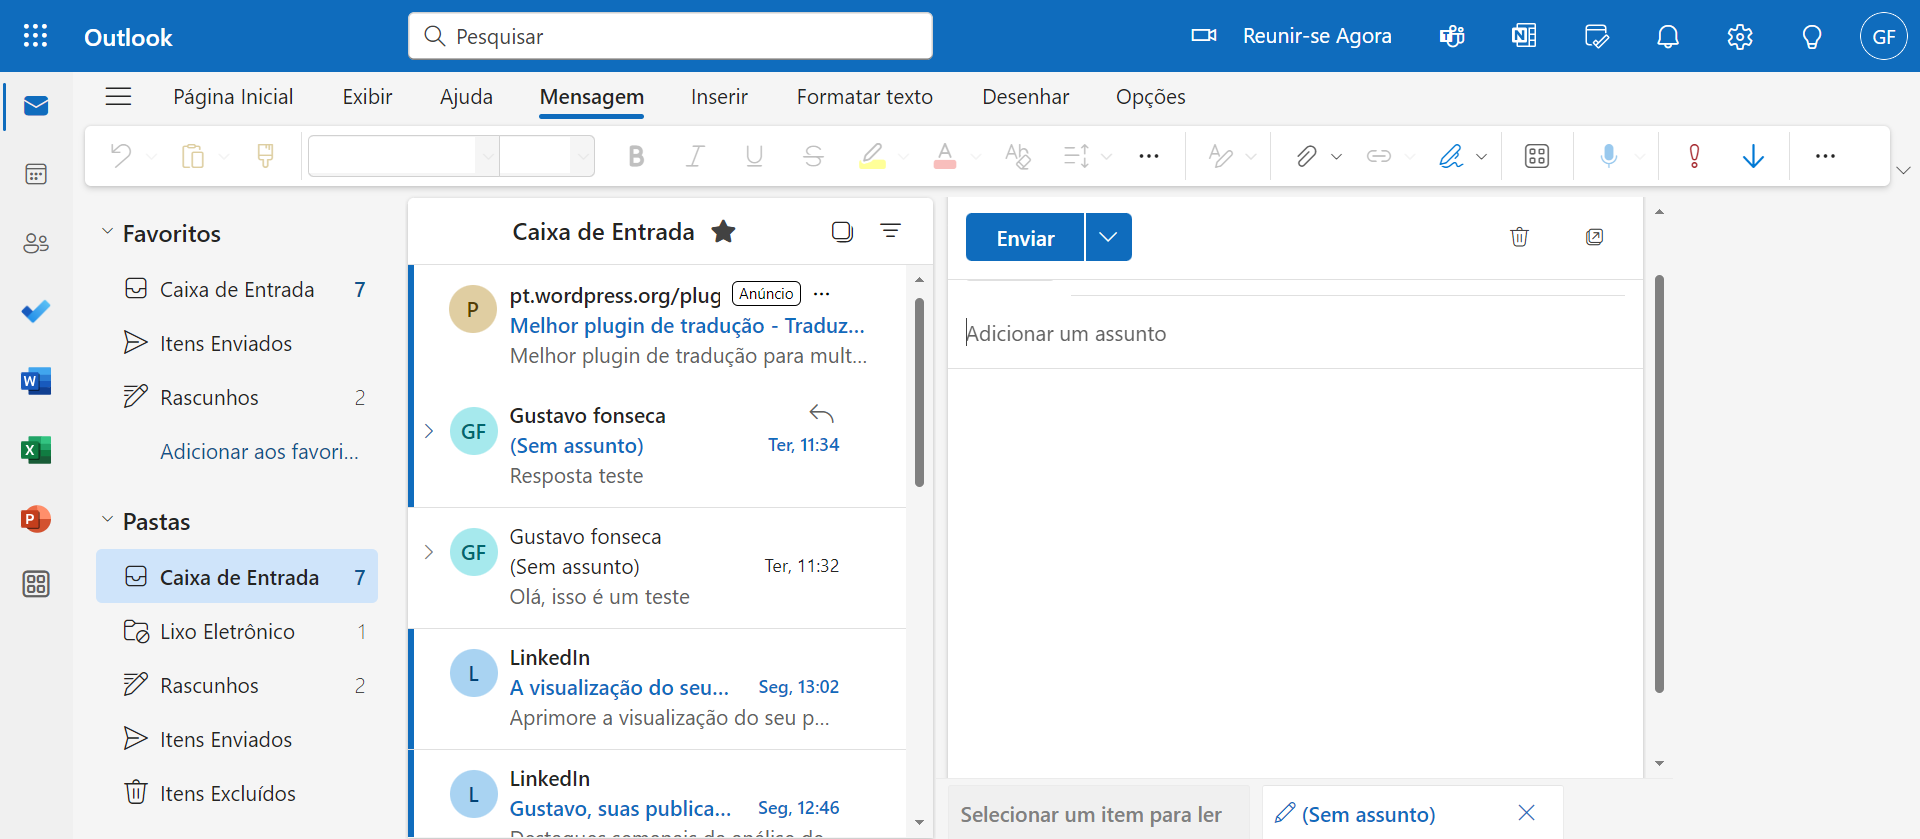 Outlook
Pesquisar
Reunir-se Agora
GF
Página Inicial
Exibir
Ajuda
Mensagem
Inserir
Formatar texto
Desenhar
Opções
Favoritos
Caixa de Entrada 7
Itens Enviados
Rascunhos 2
Adicionar aos favori...
Pastas
Caixa de Entrada 7
Lixo Eletrônico 1
Rascunhos 2
Itens Enviados
Itens Excluídos
Caixa de Entrada
P
pt.wordpress.org/plug Anúncio
Melhor plugin de tradução - Traduz...
Melhor plugin de tradução para mult...
GF
Gustavo fonseca
(Sem assunto) Ter, 11:34
Resposta teste
GF
Gustavo fonseca
(Sem assunto) Ter, 11:32
Olá, isso é um teste
L
LinkedIn
A visualização do seu... Seg, 13:02
Aprimore a visualização do seu p...
L
LinkedIn
Gustavo, suas publica... Seg, 12:46
Enviar
Adicionar um assunto
Selecionar um item para ler
(Sem assunto)